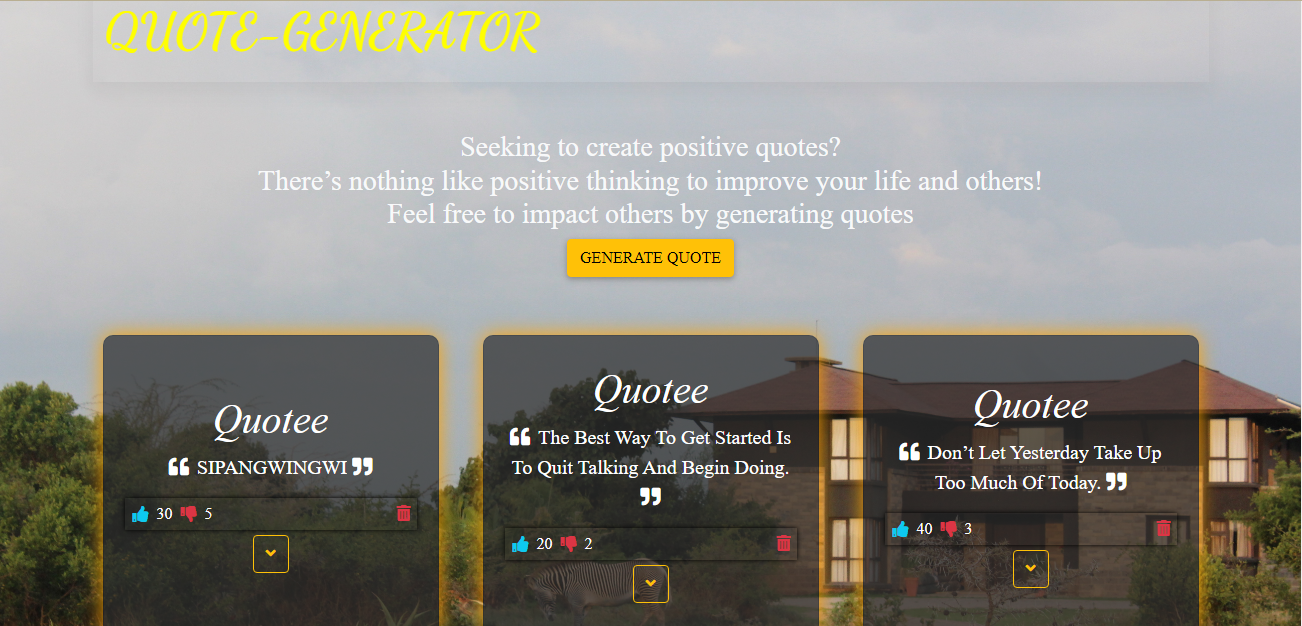 QUOTE-GENERATOR
Seeking to create positive quotes?
There’s nothing like positive thinking to improve your life and others!
Feel free to impact others by generating quotes
GENERATE QUOTE
Quotee
❝ SIPANGWINGWI ❞
30 5
Quotee
❝ The Best Way To Get Started Is
To Quit Talking And Begin Doing.
❞
20 2
Quotee
❝ Don’t Let Yesterday Take Up
Too Much Of Today. ❞
40 3